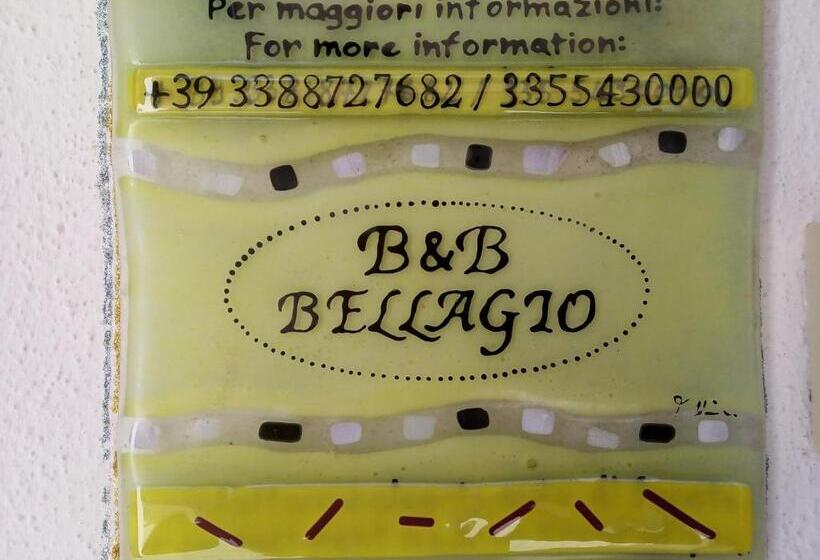 Per maggiori informazioni:
For more information:
+39 3388727682 / 3355430000
B&B
BELLAGIO